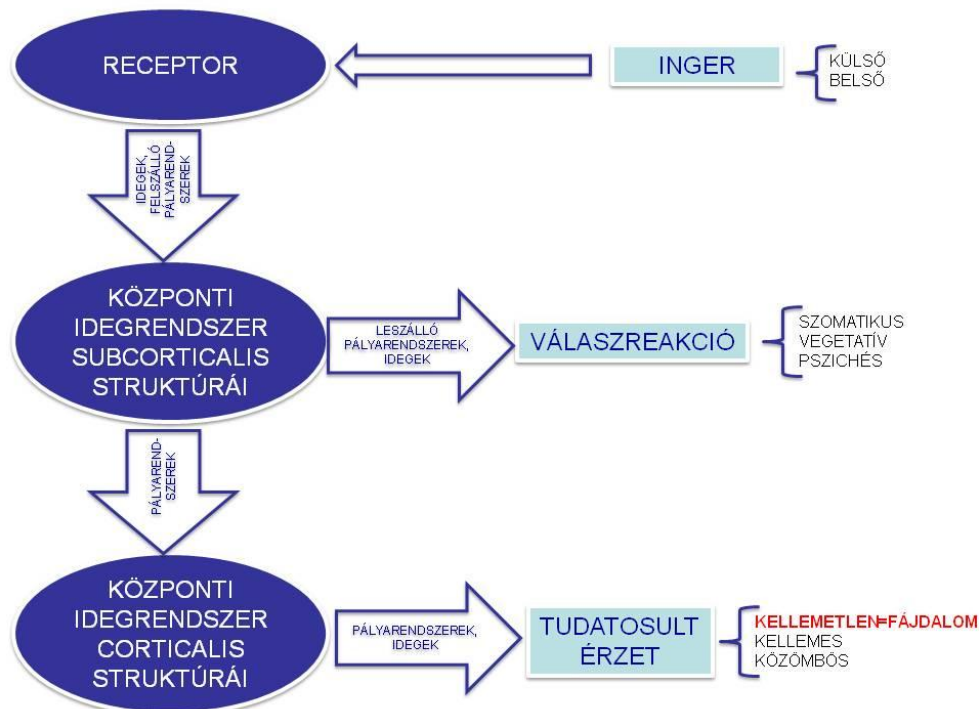 RECEPTOR
INGER
KÜLSŐ
BELSŐ
IDEGEK,
FELSZÁLLÓ
PÁLYAREND-
SZEREK
KÖZPONTI
IDEGRENDSZER
SUBCORTICALIS
STRUKTÚRÁI
LESZÁLLÓ
PÁLYARENDSZEREK,
IDEGEK
VÁLASZREAKCIÓ
SZOMATIKUS
VEGETATÍV
PSZICHÉS
PÁLYAREND-
SZEREK
KÖZPONTI
IDEGRENDSZER
CORTICALIS
STRUKTÚRÁI
PÁLYARENDSZEREK,
IDEGEK
TUDATOSULT
ÉRZET
KELLEMETLEN=FÁJDALOM
KELLEMES
KÖZÖMBÖS